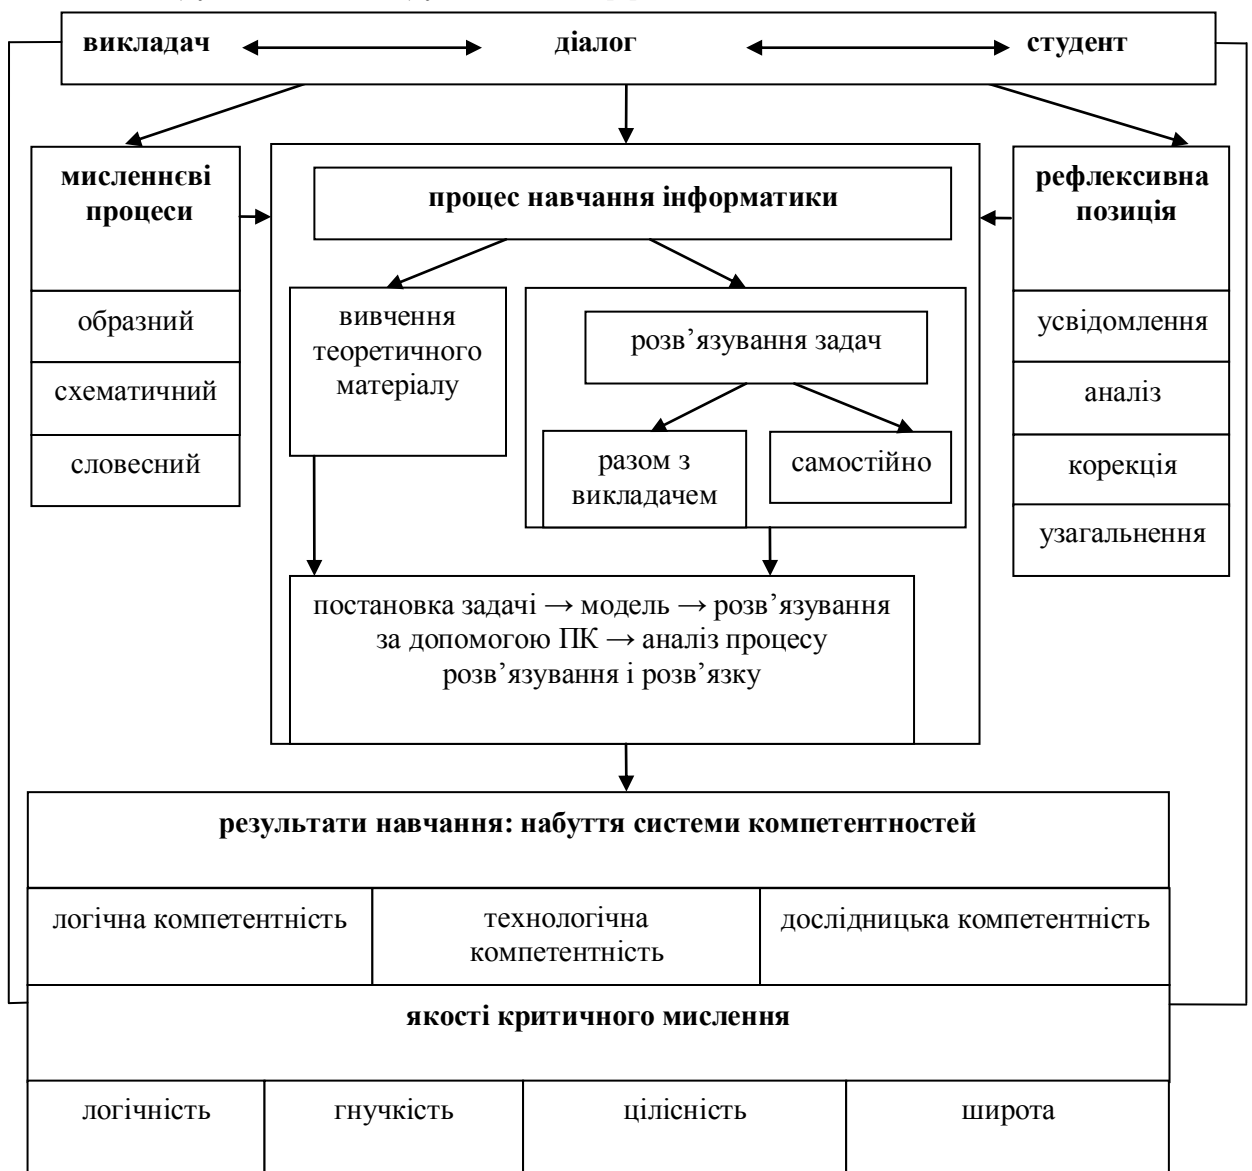 викладач діалог студент
мисленнєві
процеси
образний
схематичний
словесний
процес навчання інформатики
вивчення
теоретичного
матеріалу
розв’язування задач
разом з
викладачем
самостійно
постановка задачі → модель → розв’язування
за допомогою ПК → аналіз процесу
розв’язування і розв’язку
рефлексивна
позиція
усвідомлення
аналіз
корекція
узагальнення
результати навчання: набуття системи компетентностей
логічна компетентність
технологічна
компетентність
дослідницька компетентність
якості критичного мислення
логічність
гнучкість
цілісність
широта